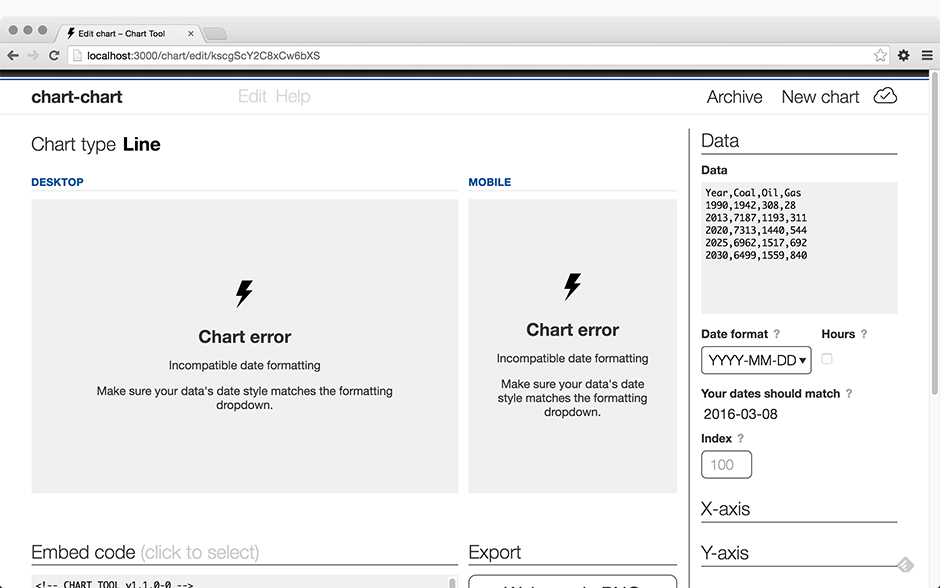 Edit chart – Chart Tool
localhost:3000/chart/edit/kscgScY2C8xCw6bXS
chart-chart
Edit Help
Archive
New chart
Chart type Line
DESKTOP
Chart error
Incompatible date formatting
Make sure your data's date style matches the formatting
dropdown.
MOBILE
Chart error
Incompatible date formatting
Make sure your data's date
style matches the formatting
dropdown.
Embed code (click to select)
<!-- CHART TOOL v1.1.0-0 -->
Export
Data
Data
Year,Coal,Oil,Gas
1990,1942,308,28
2013,7187,1193,311
2020,7313,1440,544
2025,6962,1517,692
2030,6499,1559,840
Date format ?
Hours ?
YYYY-MM-DD
Your dates should match ?
2016-03-08
Index ?
100
X-axis
Y-axis